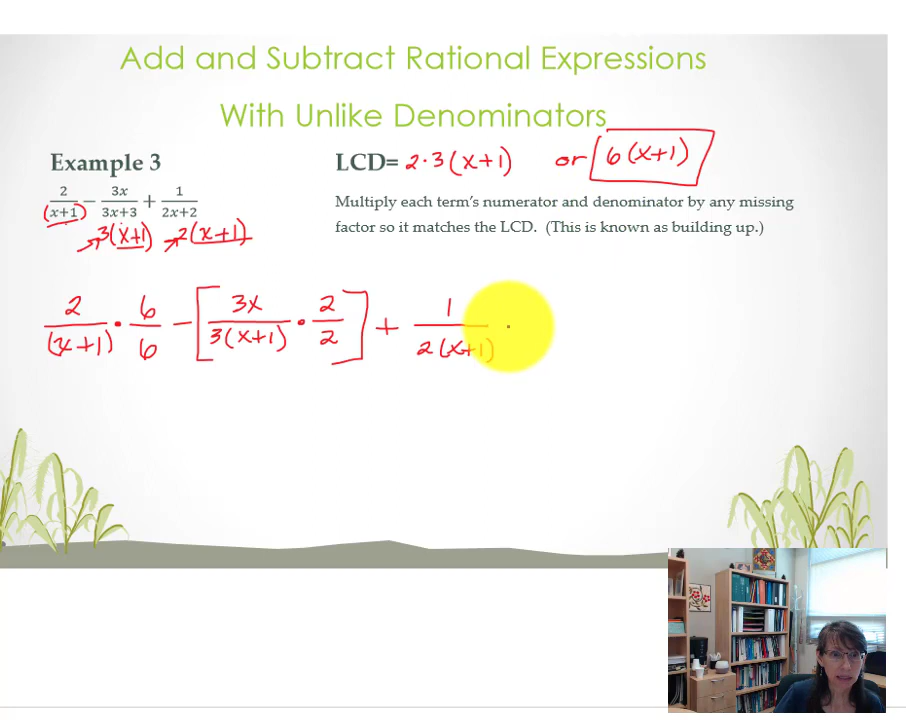 Add and Subtract Rational Expressions
With Unlike Denominators
Example 3
LCD= 2·3(x+1) or 6(x+1)
2/(x+1) − 3x/3x+3 + 1/2x+2
3(x+1) 2(x+1)
Multiply each term's numerator and denominator by any missing
factor so it matches the LCD. (This is known as building up.)
2/(x+1) · 6/6 − [3x/3(x+1) · 2/2] + 1/2(x+1) ·